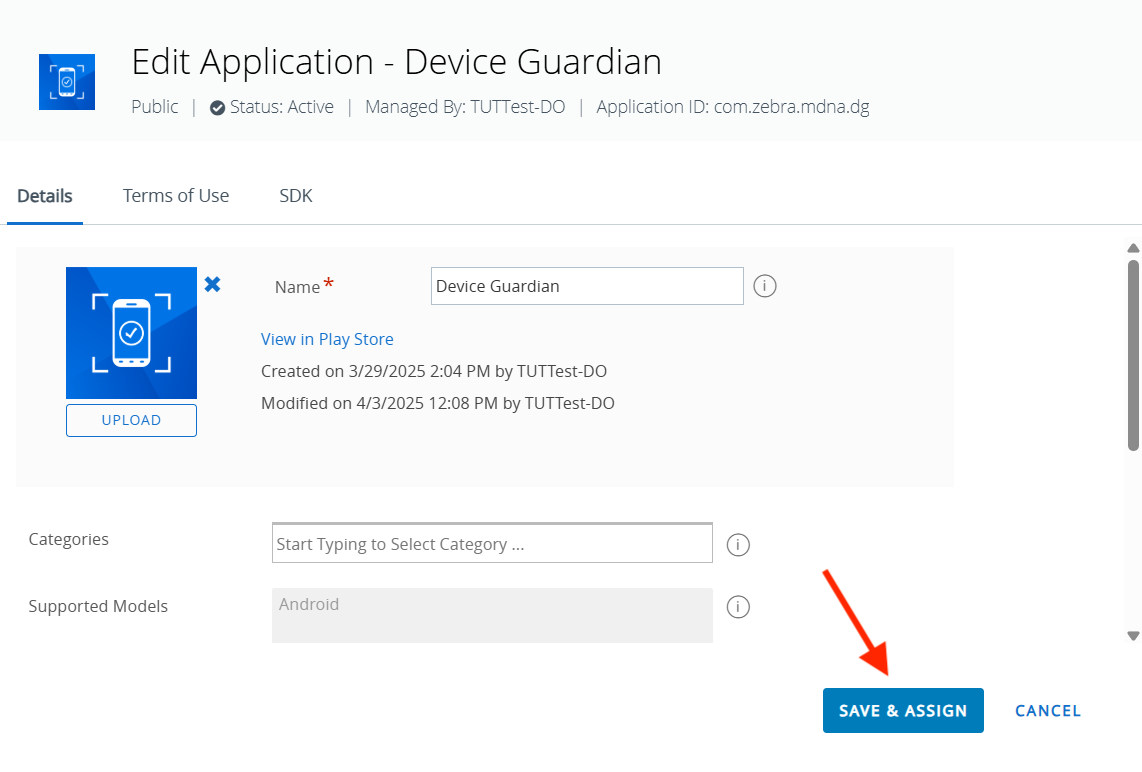 Edit Application - Device Guardian
Public | Status: Active | Managed By: TUTTest-DO | Application ID: com.zebra.mdna.dg
Details Terms of Use SDK
Name* Device Guardian
View in Play Store
Created on 3/29/2025 2:04 PM by TUTTest-DO
Modified on 4/3/2025 12:08 PM by TUTTest-DO
UPLOAD
Categories Start Typing to Select Category ...
Supported Models Android
SAVE & ASSIGN CANCEL